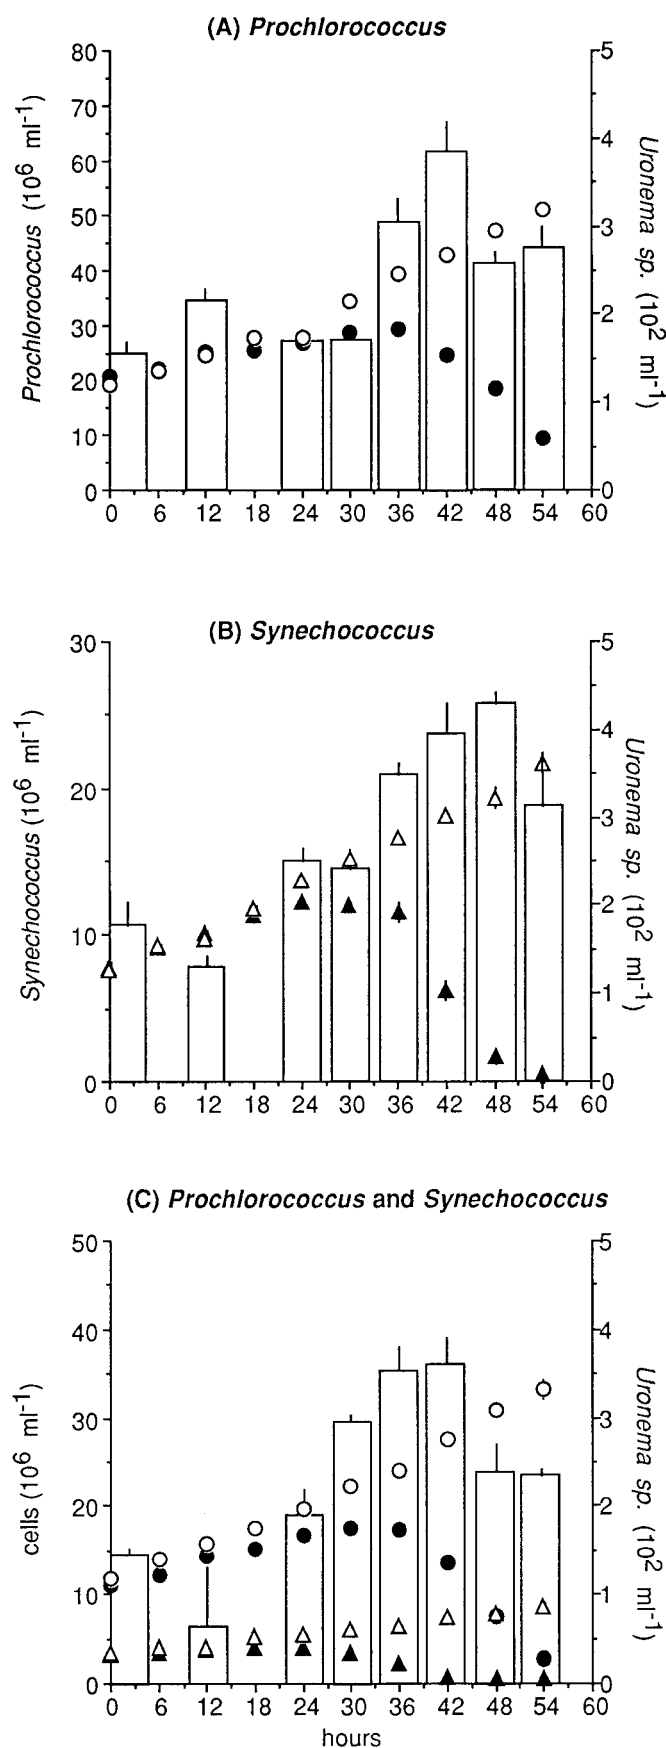 (A) Prochlorococcus
80
70
60
50
40
30
20
10
0
Prochlorococcus (10⁶ ml⁻¹)
5
4
3
2
1
0
Uronema sp. (10² ml⁻¹)
0 6 12 18 24 30 36 42 48 54 60
(B) Synechococcus
30
20
10
0
Synechococcus (10⁶ ml⁻¹)
5
4
3
2
1
0
Uronema sp. (10² ml⁻¹)
0 6 12 18 24 30 36 42 48 54 60
(C) Prochlorococcus and Synechococcus
50
40
30
20
10
0
cells (10⁶ ml⁻¹)
5
4
3
2
1
0
Uronema sp. (10² ml⁻¹)
0 6 12 18 24 30 36 42 48 54 60
hours